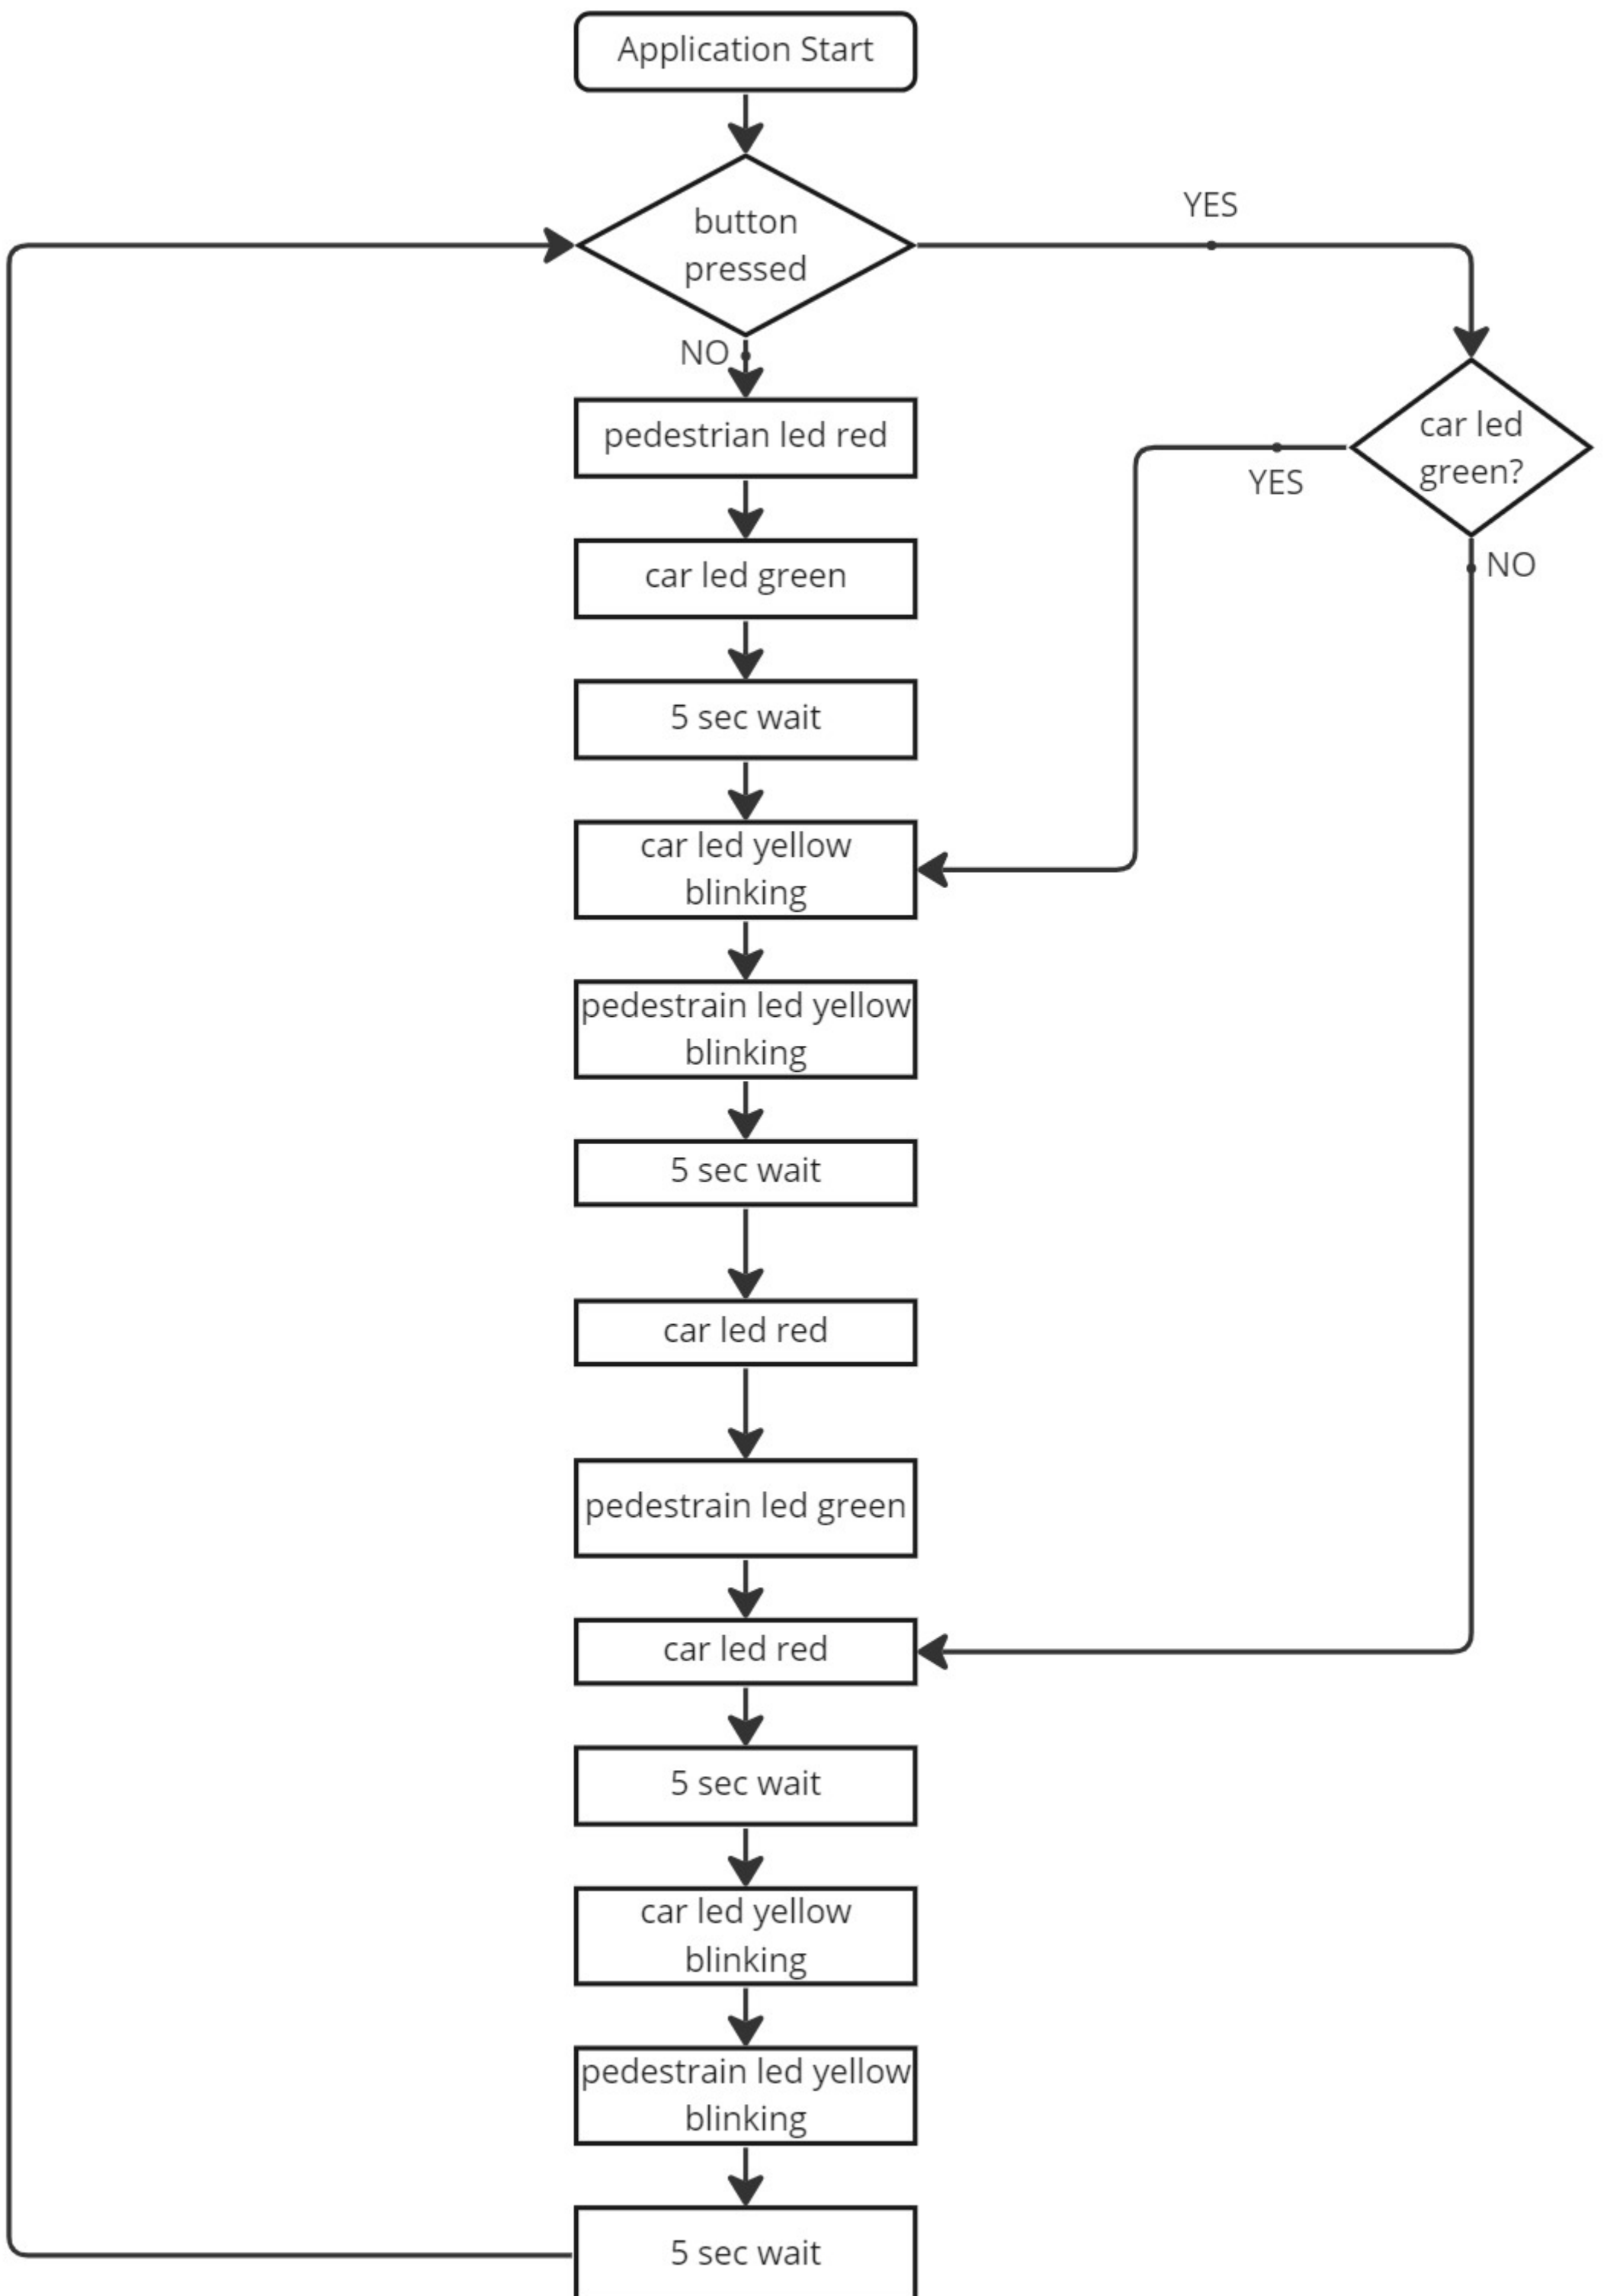 Application Start
button
pressed
YES
NO
pedestrian led red
car led
green?
YES
NO
car led green
5 sec wait
car led yellow
blinking
pedestrain led yellow
blinking
5 sec wait
car led red
pedestrain led green
car led red
5 sec wait
car led yellow
blinking
pedestrain led yellow
blinking
5 sec wait